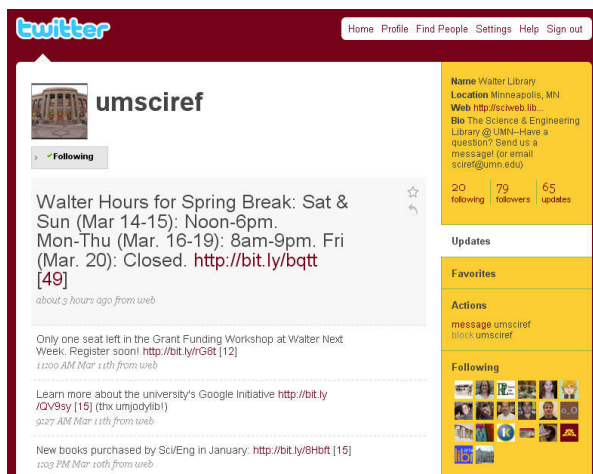 twitter
Home Profile Find People Settings Help Sign out
umsciref
Following
Walter Hours for Spring Break: Sat &
Sun (Mar 14-15): Noon-6pm.
Mon-Thu (Mar. 16-19): 8am-9pm. Fri
(Mar. 20): Closed. http://bit.ly/bqtt
[49]
about 3 hours ago from web
Only one seat left in the Grant Funding Workshop at Walter Next
Week. Register soon! http://bit.ly/rG8t [12]
11:00 AM Mar 11th from web
Learn more about the university's Google Initiative http://bit.ly
/QV9sy [15] (thx umjodylib!)
9:27 AM Mar 11th from web
New books purchased by Sci/Eng in January: http://bit.ly/8Hbft [15]
1:03 PM Mar 10th from web
Name Walter Library
Location Minneapolis, MN
Web http://sciweb.lib...
Bio The Science & Engineering
Library @ UMN--Have a
question? Send us a
message! (or email
sciref@umn.edu)
20 79 65
following followers updates
Updates
Favorites
Actions
message umsciref
block umsciref
Following